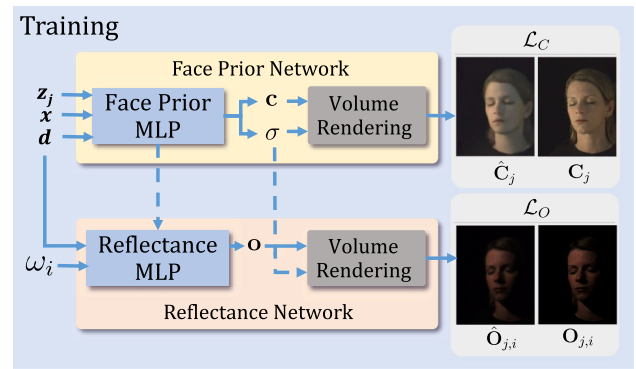 Training
Face Prior Network
z_j
x
d
Face Prior
MLP
c
σ
Volume
Rendering
ℒ_C
Ĉ_j
C_j
ω_i
Reflectance
MLP
o
Volume
Rendering
Reflectance Network
ℒ_O
Ô_{j,i}
O_{j,i}